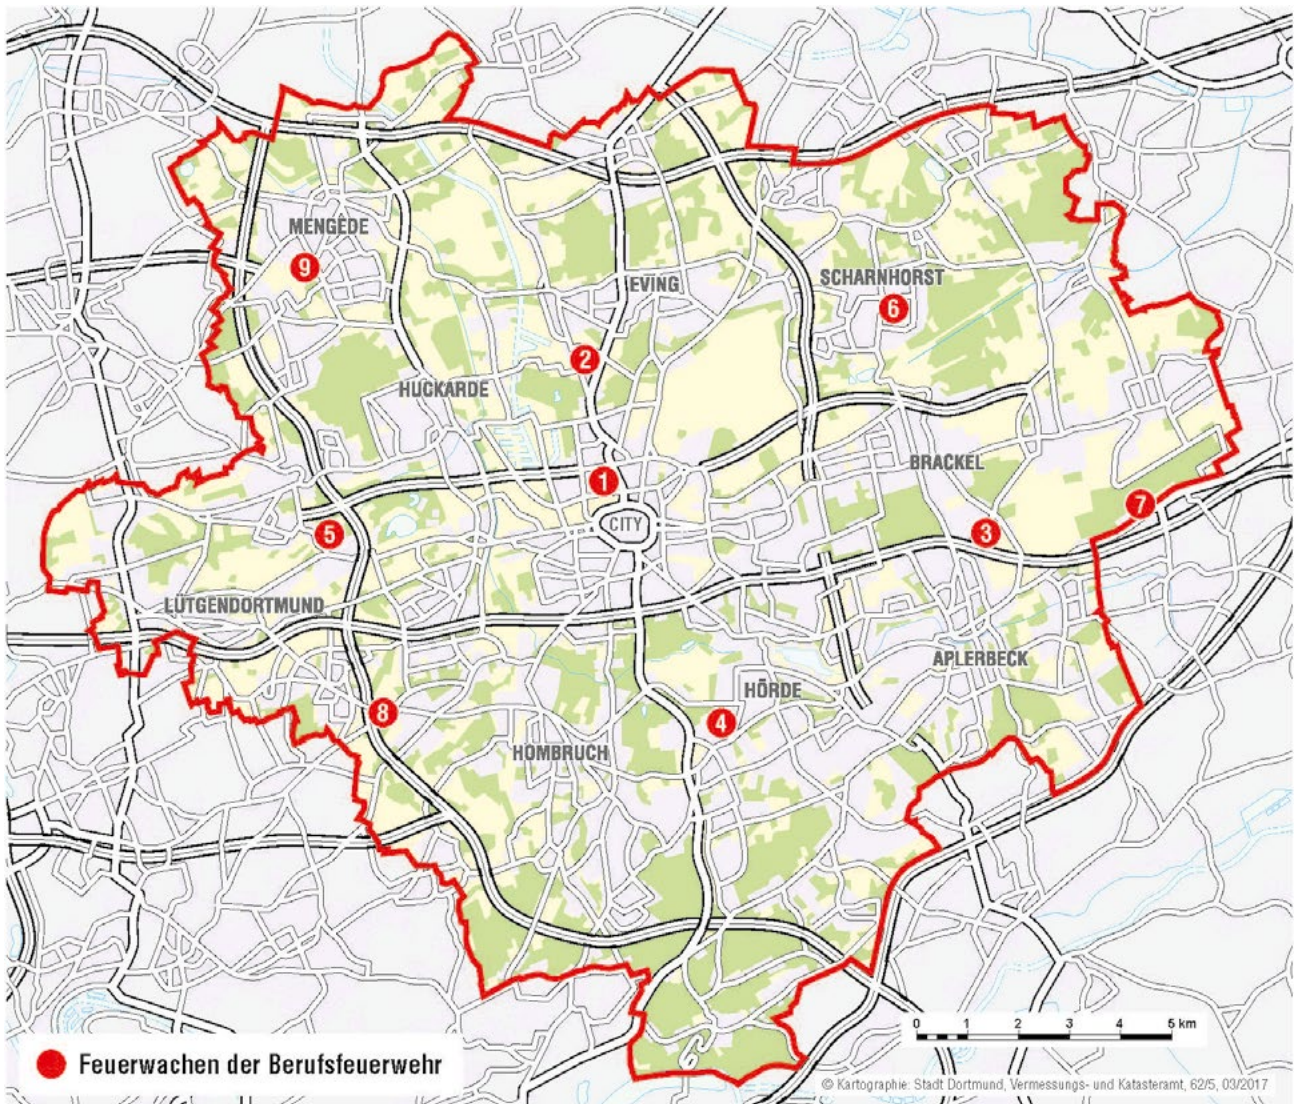 MENGEDE
9
EVING
SCHARNHORST
6
2
HUCKARDE
BRACKEL
1
7
CITY
3
5
LÜTGENDORTMUND
APLERBECK
HÖRDE
8
4
HOMBRUCH
0 1 2 3 4 5 km
Feuerwachen der Berufsfeuerwehr
© Kartographie: Stadt Dortmund, Vermessungs- und Katasteramt, 62/5, 03/2017